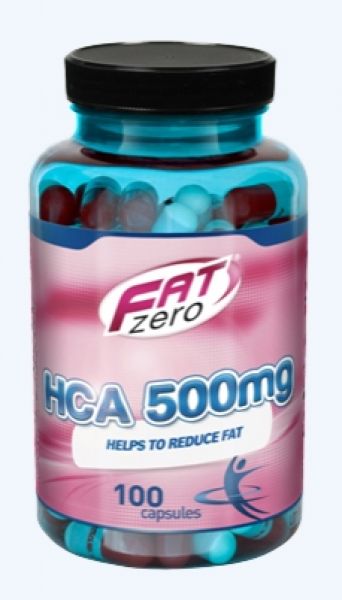 FAT
zero
HCA 500mg
HELPS TO REDUCE FAT
100
capsules